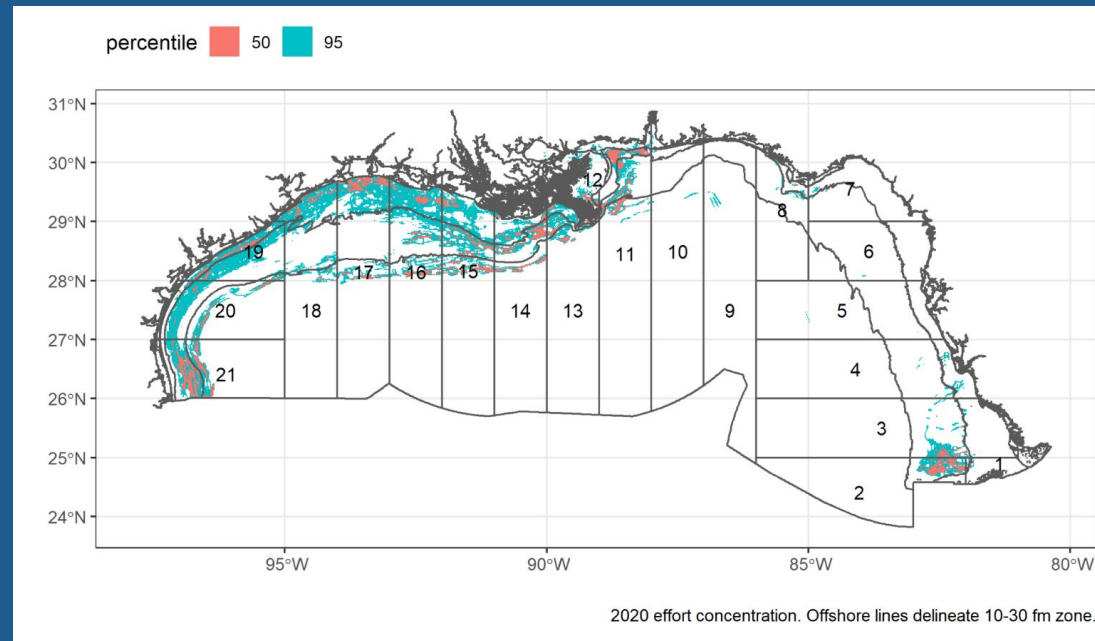 percentile 50 95
31°N
30°N
29°N
28°N
27°N
26°N
25°N
24°N
12
7
8
19
11
10
6
17
16
15
20
18
14
13
9
5
21
4
3
1
2
95°W 90°W 85°W 80°W
2020 effort concentration. Offshore lines delineate 10-30 fm zone.